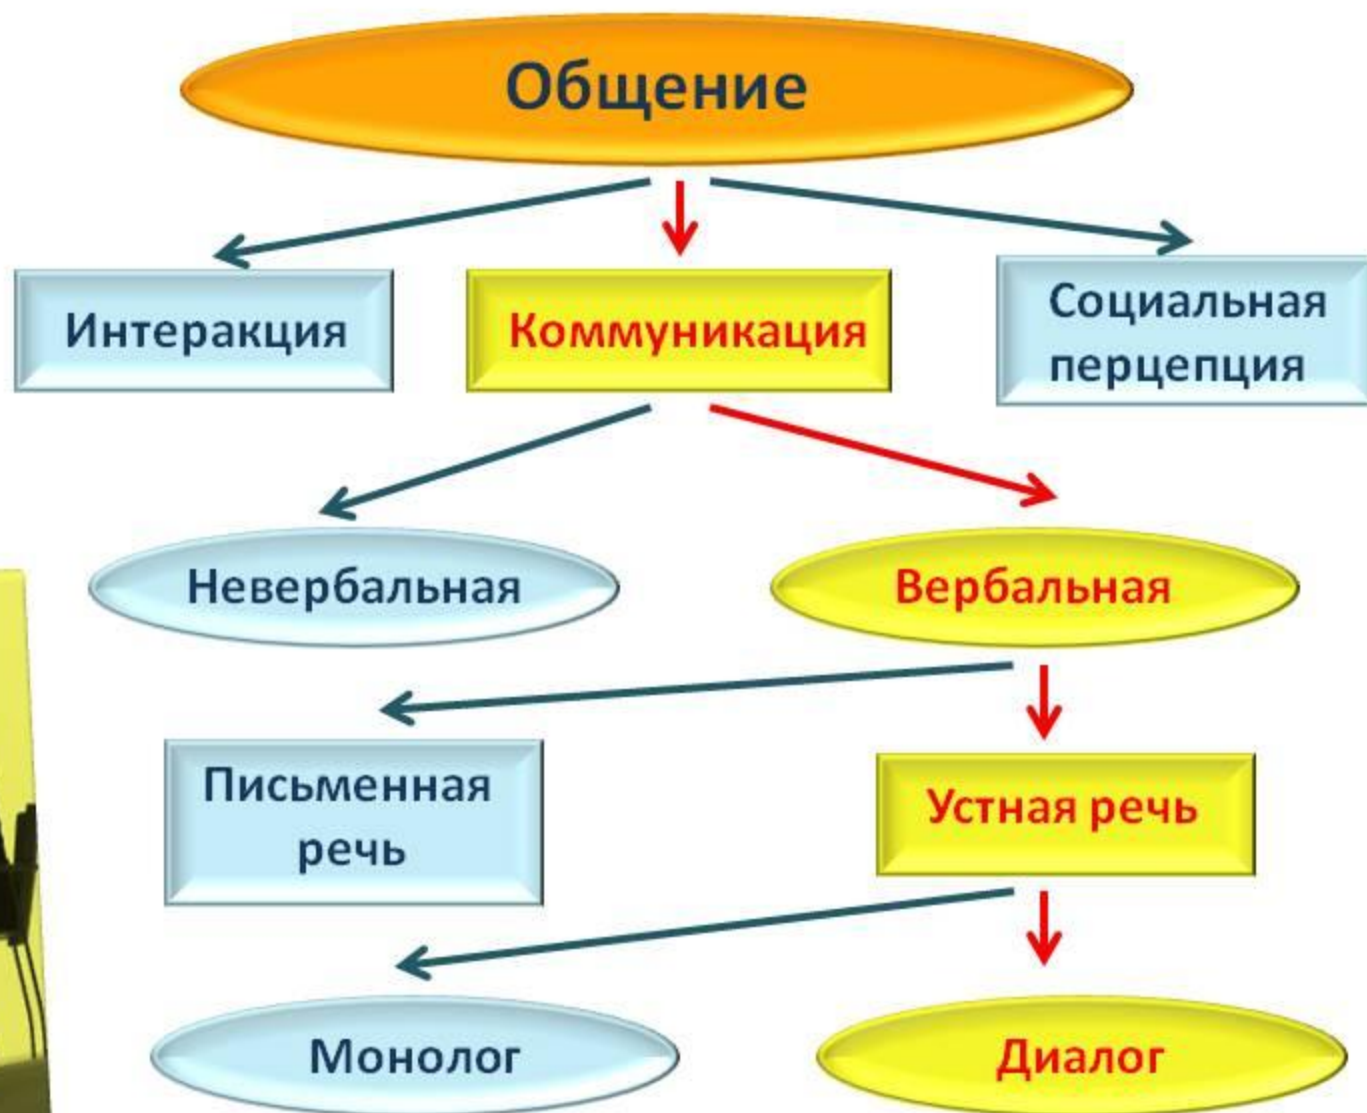 Общение
Интеракция
Коммуникация
Социальная
перцепция
Невербальная
Вербальная
Письменная
речь
Устная речь
Монолог
Диалог